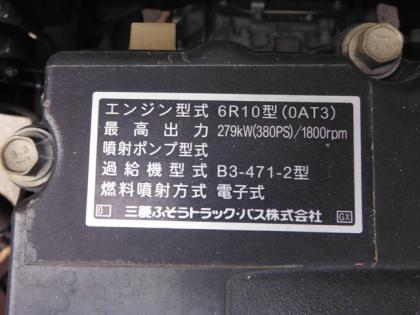 エンジン型式 6R10型(0AT3)
最高出力 279kW(380PS)/1800rpm
噴射ポンプ型式
過給機型式 B3-471-2型
燃料噴射方式 電子式
0 三菱ふそうトラック・バス株式会社 GX